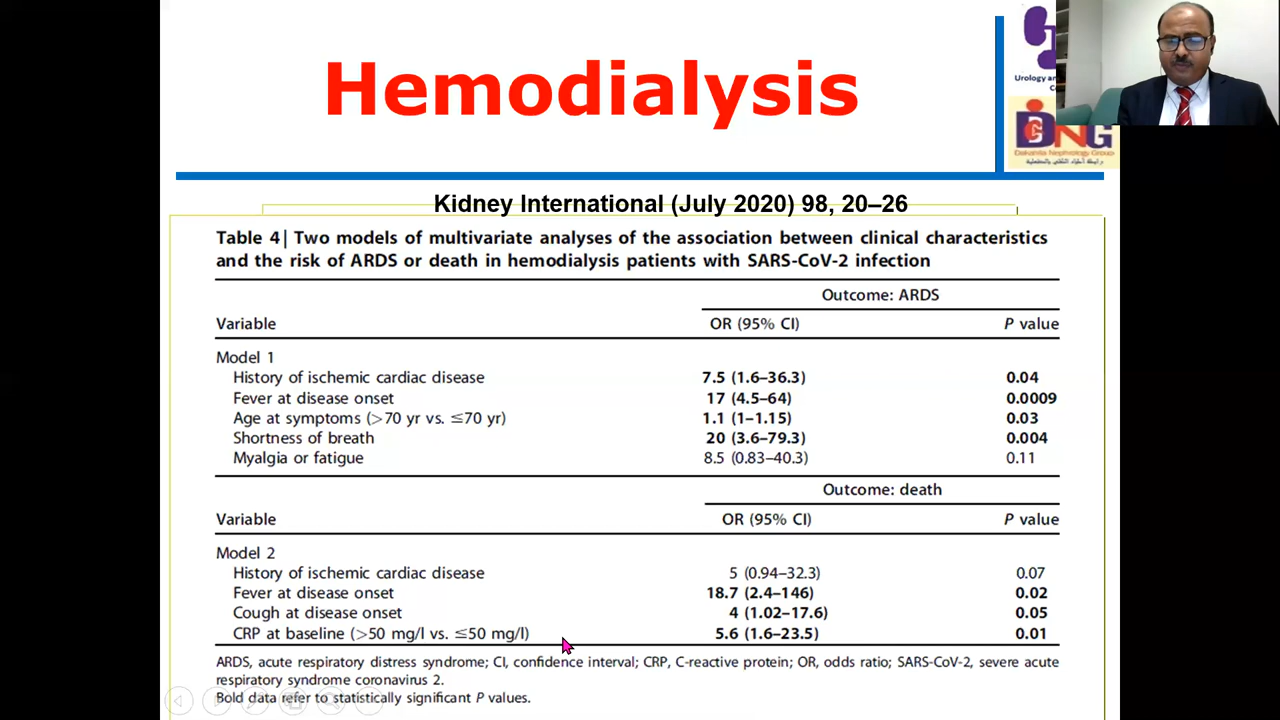 Hemodialysis
Urology an
C
DNG
Dakahlia Nephrology Group
Kidney International (July 2020) 98, 20–26
Table 4| Two models of multivariate analyses of the association between clinical characteristics
and the risk of ARDS or death in hemodialysis patients with SARS-CoV-2 infection
Outcome: ARDS
Variable OR (95% CI) P value
Model 1
History of ischemic cardiac disease 7.5 (1.6–36.3) 0.04
Fever at disease onset 17 (4.5–64) 0.0009
Age at symptoms (>70 yr vs. ≤70 yr) 1.1 (1–1.15) 0.03
Shortness of breath 20 (3.6–79.3) 0.004
Myalgia or fatigue 8.5 (0.83–40.3) 0.11
Outcome: death
Variable OR (95% CI) P value
Model 2
History of ischemic cardiac disease 5 (0.94–32.3) 0.07
Fever at disease onset 18.7 (2.4–146) 0.02
Cough at disease onset 4 (1.02–17.6) 0.05
CRP at baseline (>50 mg/l vs. ≤50 mg/l) 5.6 (1.6–23.5) 0.01
ARDS, acute respiratory distress syndrome; CI, confidence interval; CRP, C-reactive protein; OR, odds ratio; SARS-CoV-2, severe acute
respiratory syndrome coronavirus 2.
Bold data refer to statistically significant P values.